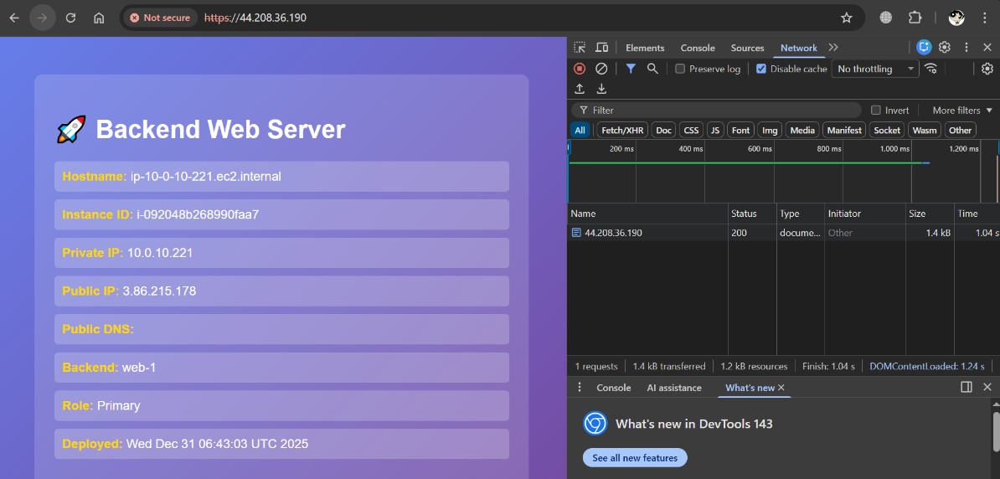 Not secure https://44.208.36.190
Backend Web Server
Hostname: ip-10-0-10-221.ec2.internal
Instance ID: i-092048b268990faa7
Private IP: 10.0.10.221
Public IP: 3.86.215.178
Public DNS:
Backend: web-1
Role: Primary
Deployed: Wed Dec 31 06:43:03 UTC 2025
Elements Console Sources Network
Preserve log Disable cache No throttling
Filter Invert More filters
All Fetch/XHR Doc CSS JS Font Img Media Manifest Socket Wasm Other
200 ms 400 ms 600 ms 800 ms 1.000 ms 1.200 ms
Name Status Type Initiator Size Time
44.208.36.190 200 docume... Other 1.4 kB 1.04 s
1 requests 1.4 kB transferred 1.2 kB resources Finish: 1.04 s DOMContentLoaded: 1.24 s
Console AI assistance What's new
What's new in DevTools 143
See all new features